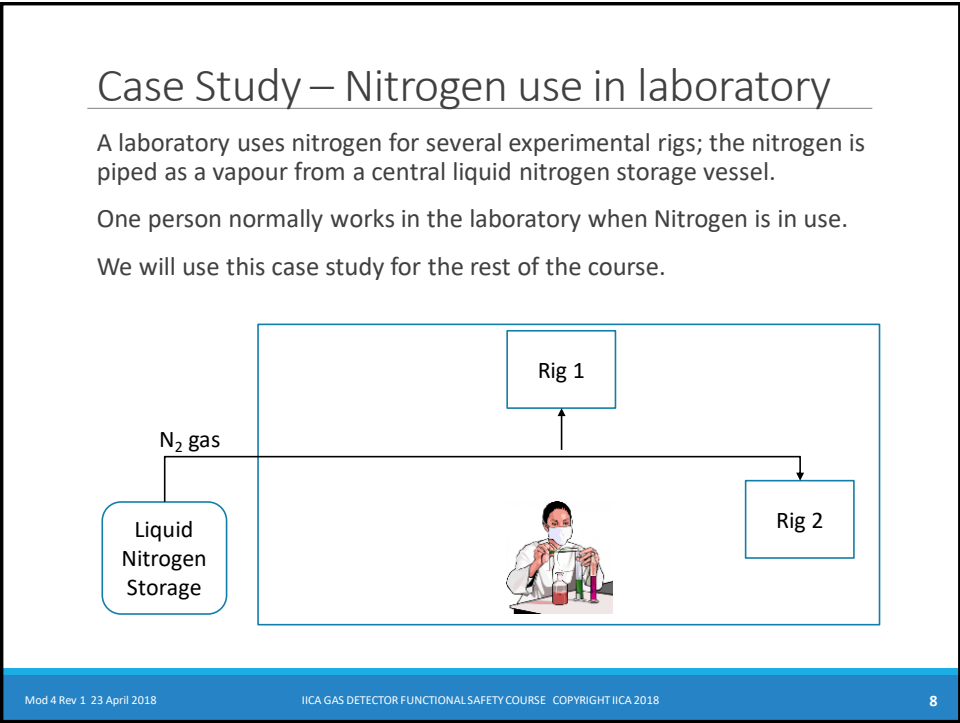 Case Study – Nitrogen use in laboratory
A laboratory uses nitrogen for several experimental rigs; the nitrogen is
piped as a vapour from a central liquid nitrogen storage vessel.
One person normally works in the laboratory when Nitrogen is in use.
We will use this case study for the rest of the course.
Rig 1
N₂ gas
Rig 2
Liquid
Nitrogen
Storage
Mod 4 Rev 1 23 April 2018
IICA GAS DETECTOR FUNCTIONAL SAFETY COURSE COPYRIGHT IICA 2018
8